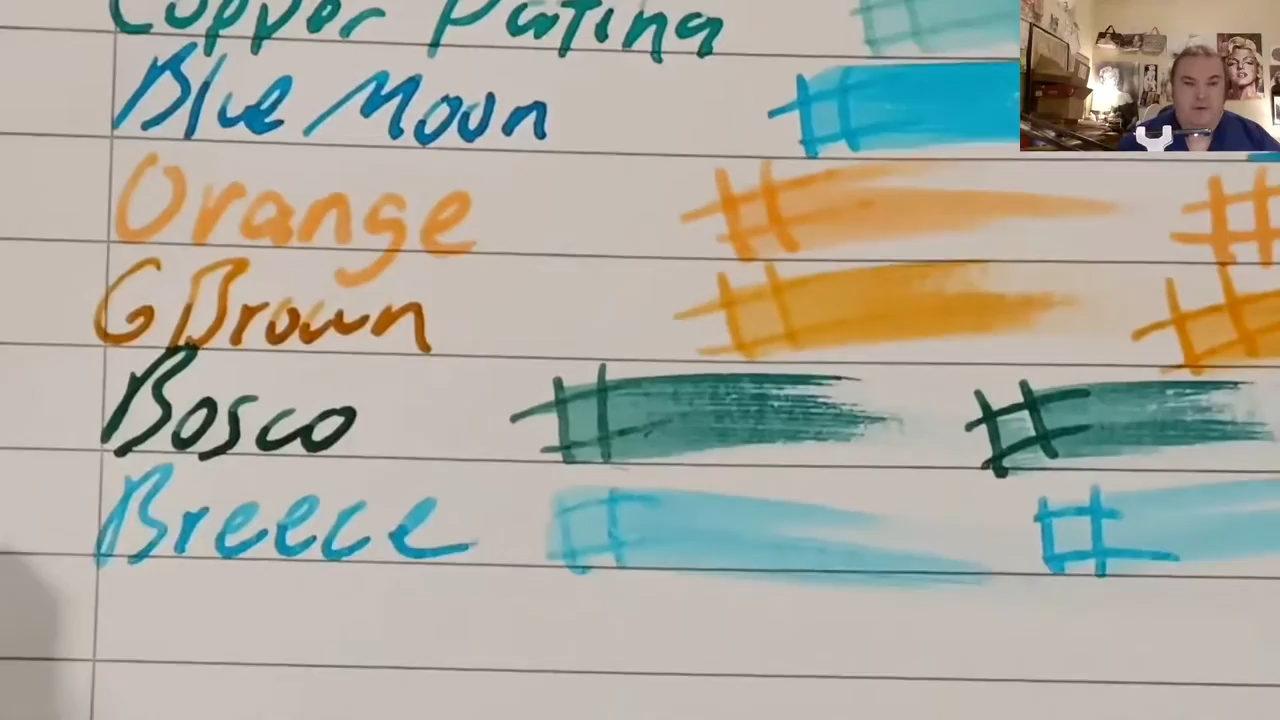 Copper Patina
Blue Moon
Orange
G Brown
Bosco
Breece